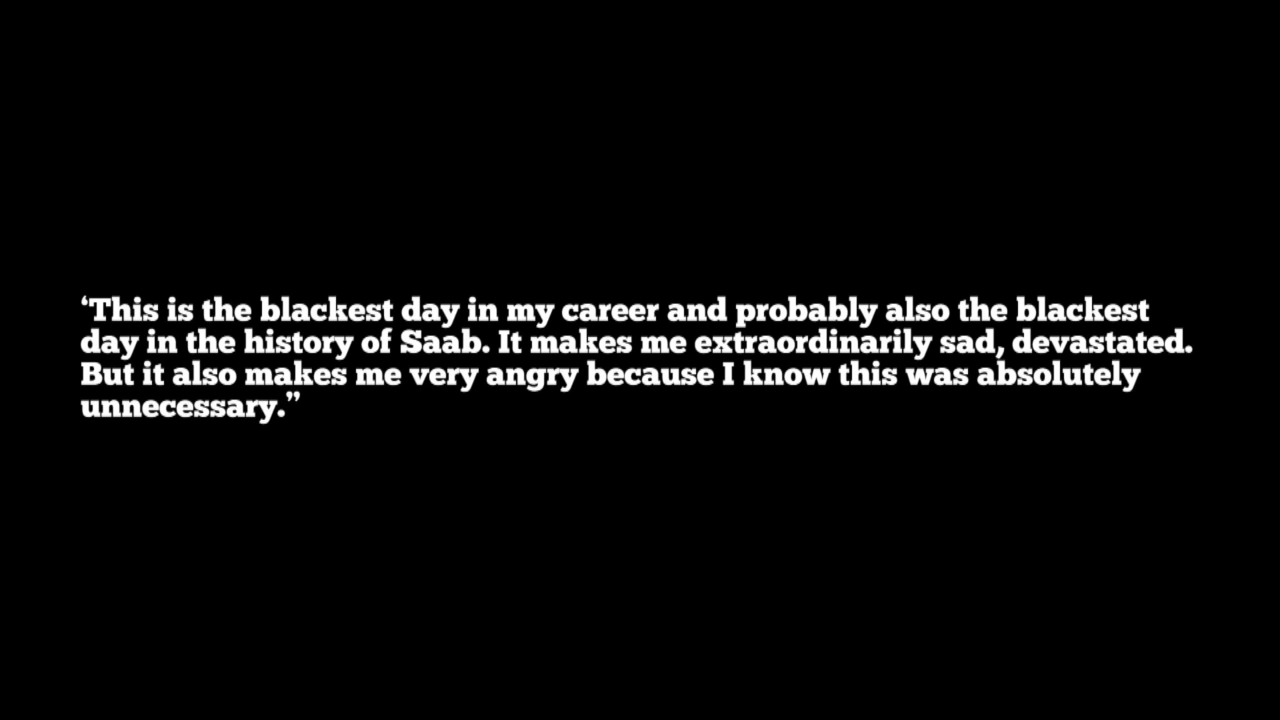 ‘This is the blackest day in my career and probably also the blackest
day in the history of Saab. It makes me extraordinarily sad, devastated.
But it also makes me very angry because I know this was absolutely
unnecessary.”